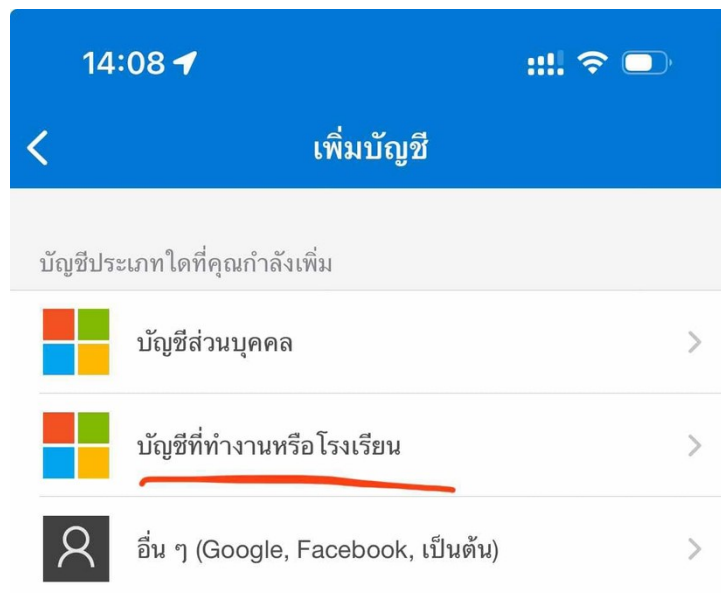 14:08
เพิ่มบัญชี
บัญชีประเภทใดที่คุณกำลังเพิ่ม
บัญชีส่วนบุคคล
บัญชีที่ทำงานหรือโรงเรียน
อื่น ๆ (Google, Facebook, เป็นต้น)